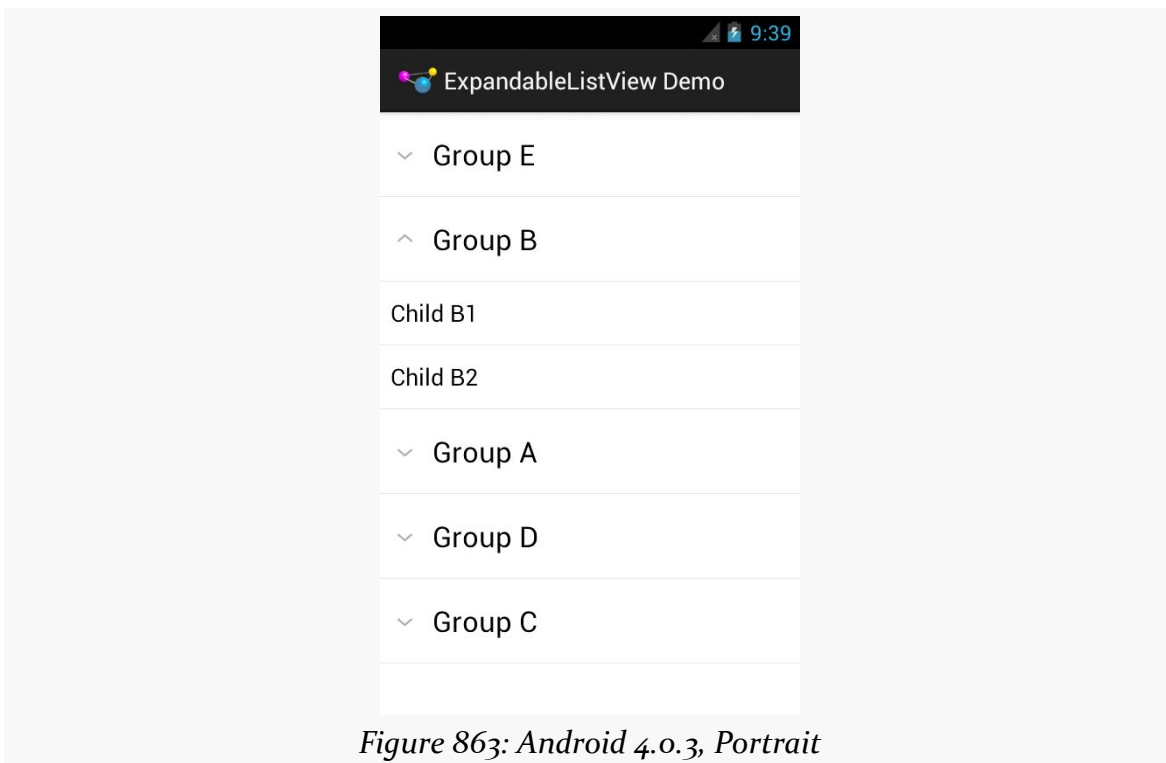 9:39
ExpandableListView Demo
Group E
Group B
Child B1
Child B2
Group A
Group D
Group C
Figure 863: Android 4.0.3, Portrait